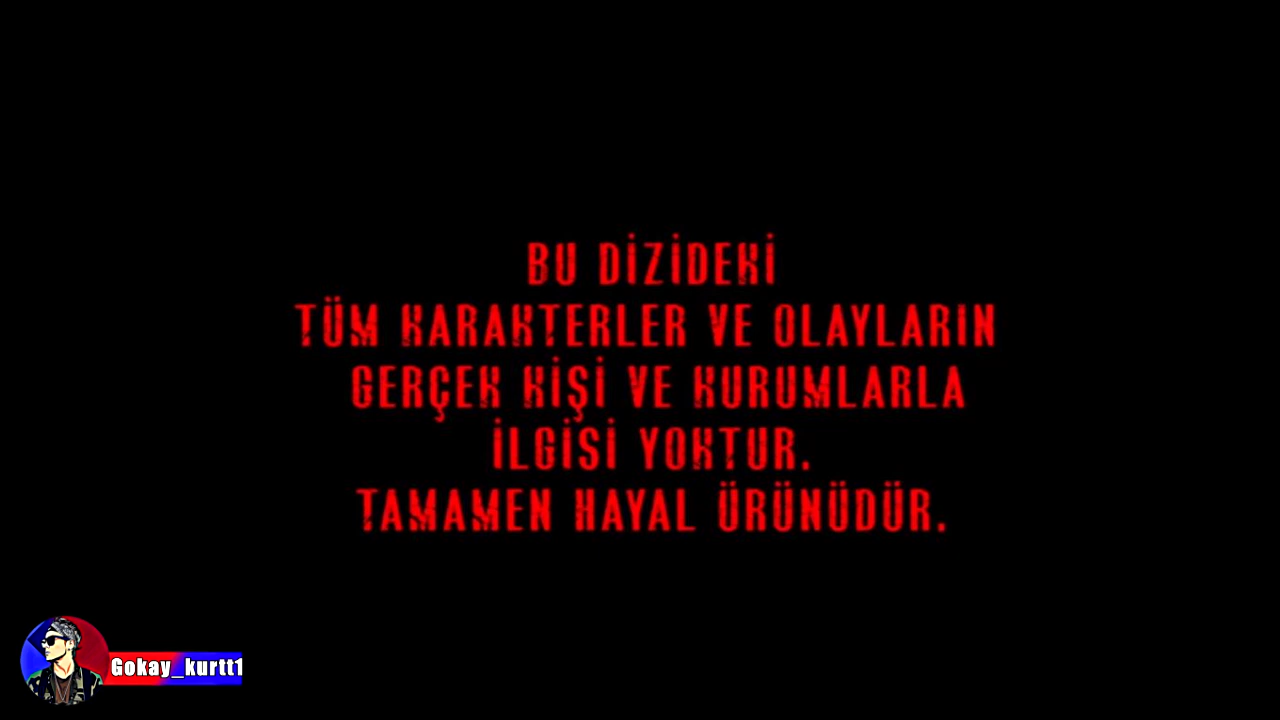 BU DİZİDEKİ
TÜM KARAKTERLER VE OLAYLARIN
GERÇEK KİŞİ VE KURUMLARLA
İLGİSİ YOKTUR.
TAMAMEN HAYAL ÜRÜNÜDÜR.
Gokay_kurtt1